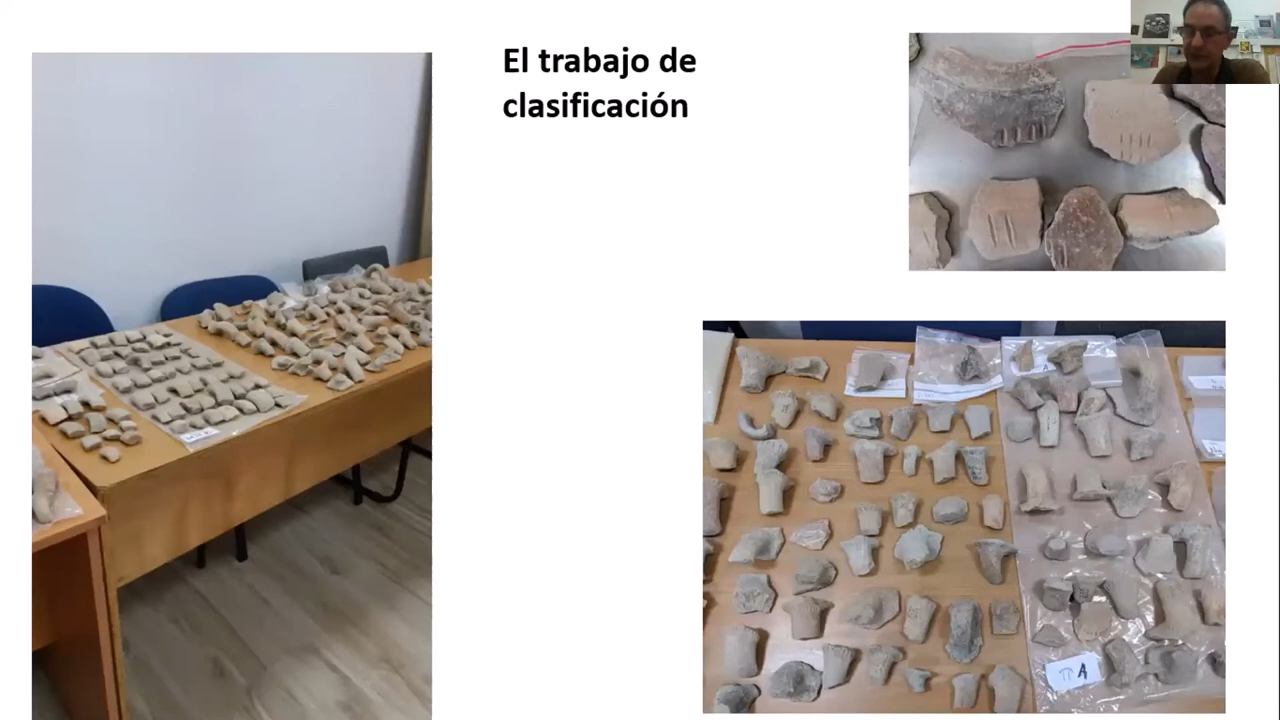 El trabajo de
clasificación
A
π A